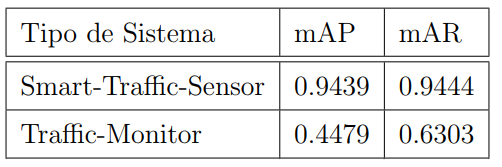 Tipo de Sistema mAP mAR
Smart-Traffic-Sensor 0.9439 0.9444
Traffic-Monitor 0.4479 0.6303